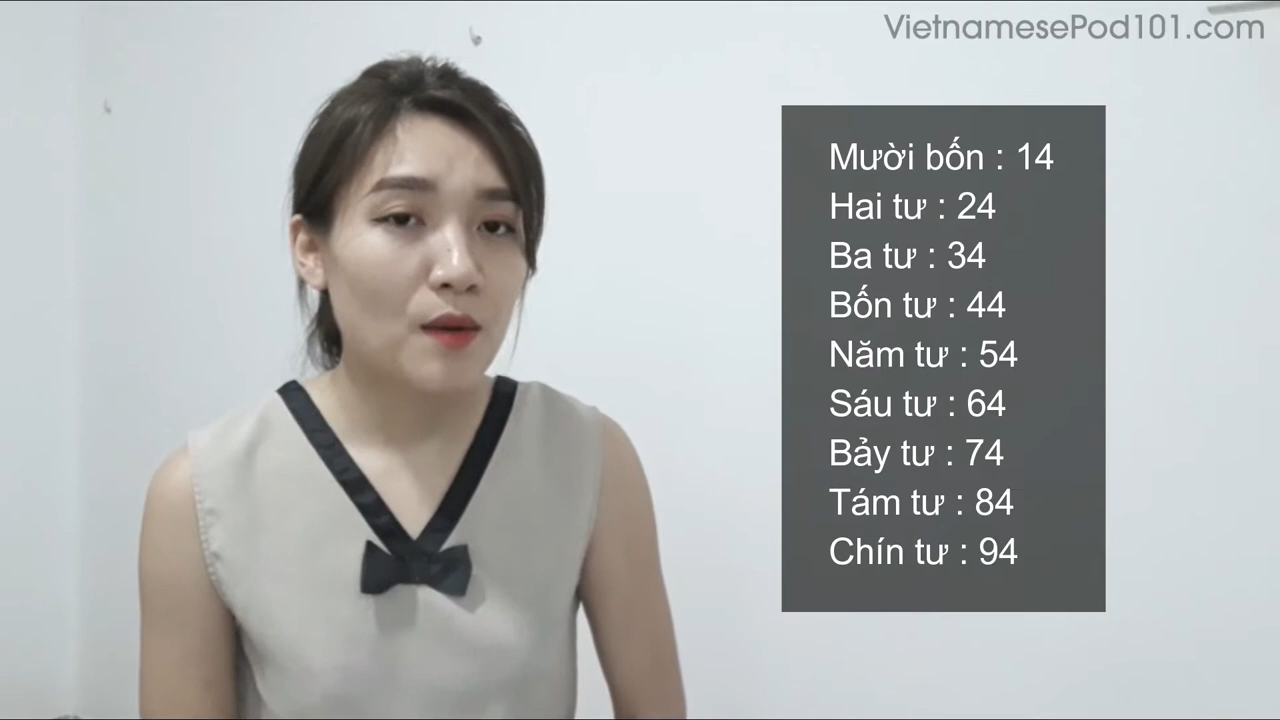 VietnamesePod101.com
Mười bốn : 14
Hai tư : 24
Ba tư : 34
Bốn tư : 44
Năm tư : 54
Sáu tư : 64
Bảy tư : 74
Tám tư : 84
Chín tư : 94